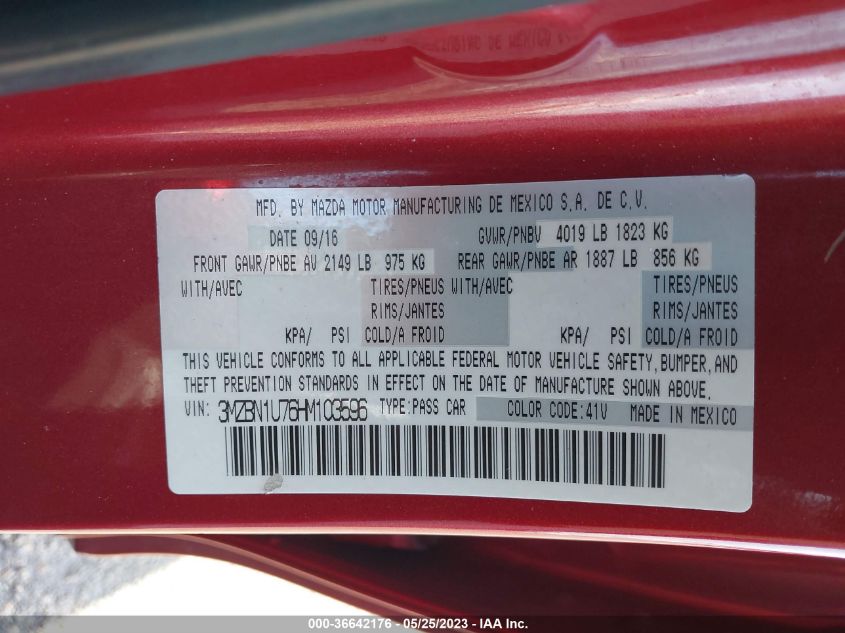 MFD. BY MAZDA MOTOR MANUFACTURING DE MEXICO S.A. DE C.V.
DATE 09/16 GVWR/PNBV 4019 LB 1823 KG
FRONT GAWR/PNBE AV 2149 LB 975 KG REAR GAWR/PNBE AR 1887 LB 856 KG
WITH/AVEC TIRES/PNEUS WITH/AVEC TIRES/PNEUS
RIMS/JANTES RIMS/JANTES
KPA/ PSI COLD/A FROID KPA/ PSI COLD/A FROID
THIS VEHICLE CONFORMS TO ALL APPLICABLE FEDERAL MOTOR VEHICLE SAFETY, BUMPER, AND
THEFT PREVENTION STANDARDS IN EFFECT ON THE DATE OF MANUFACTURE SHOWN ABOVE.
VIN: 3MZBN1U76HM103596 TYPE: PASS CAR COLOR CODE: 41V MADE IN MEXICO
000-36642176 - 05/25/2023 - IAA Inc.